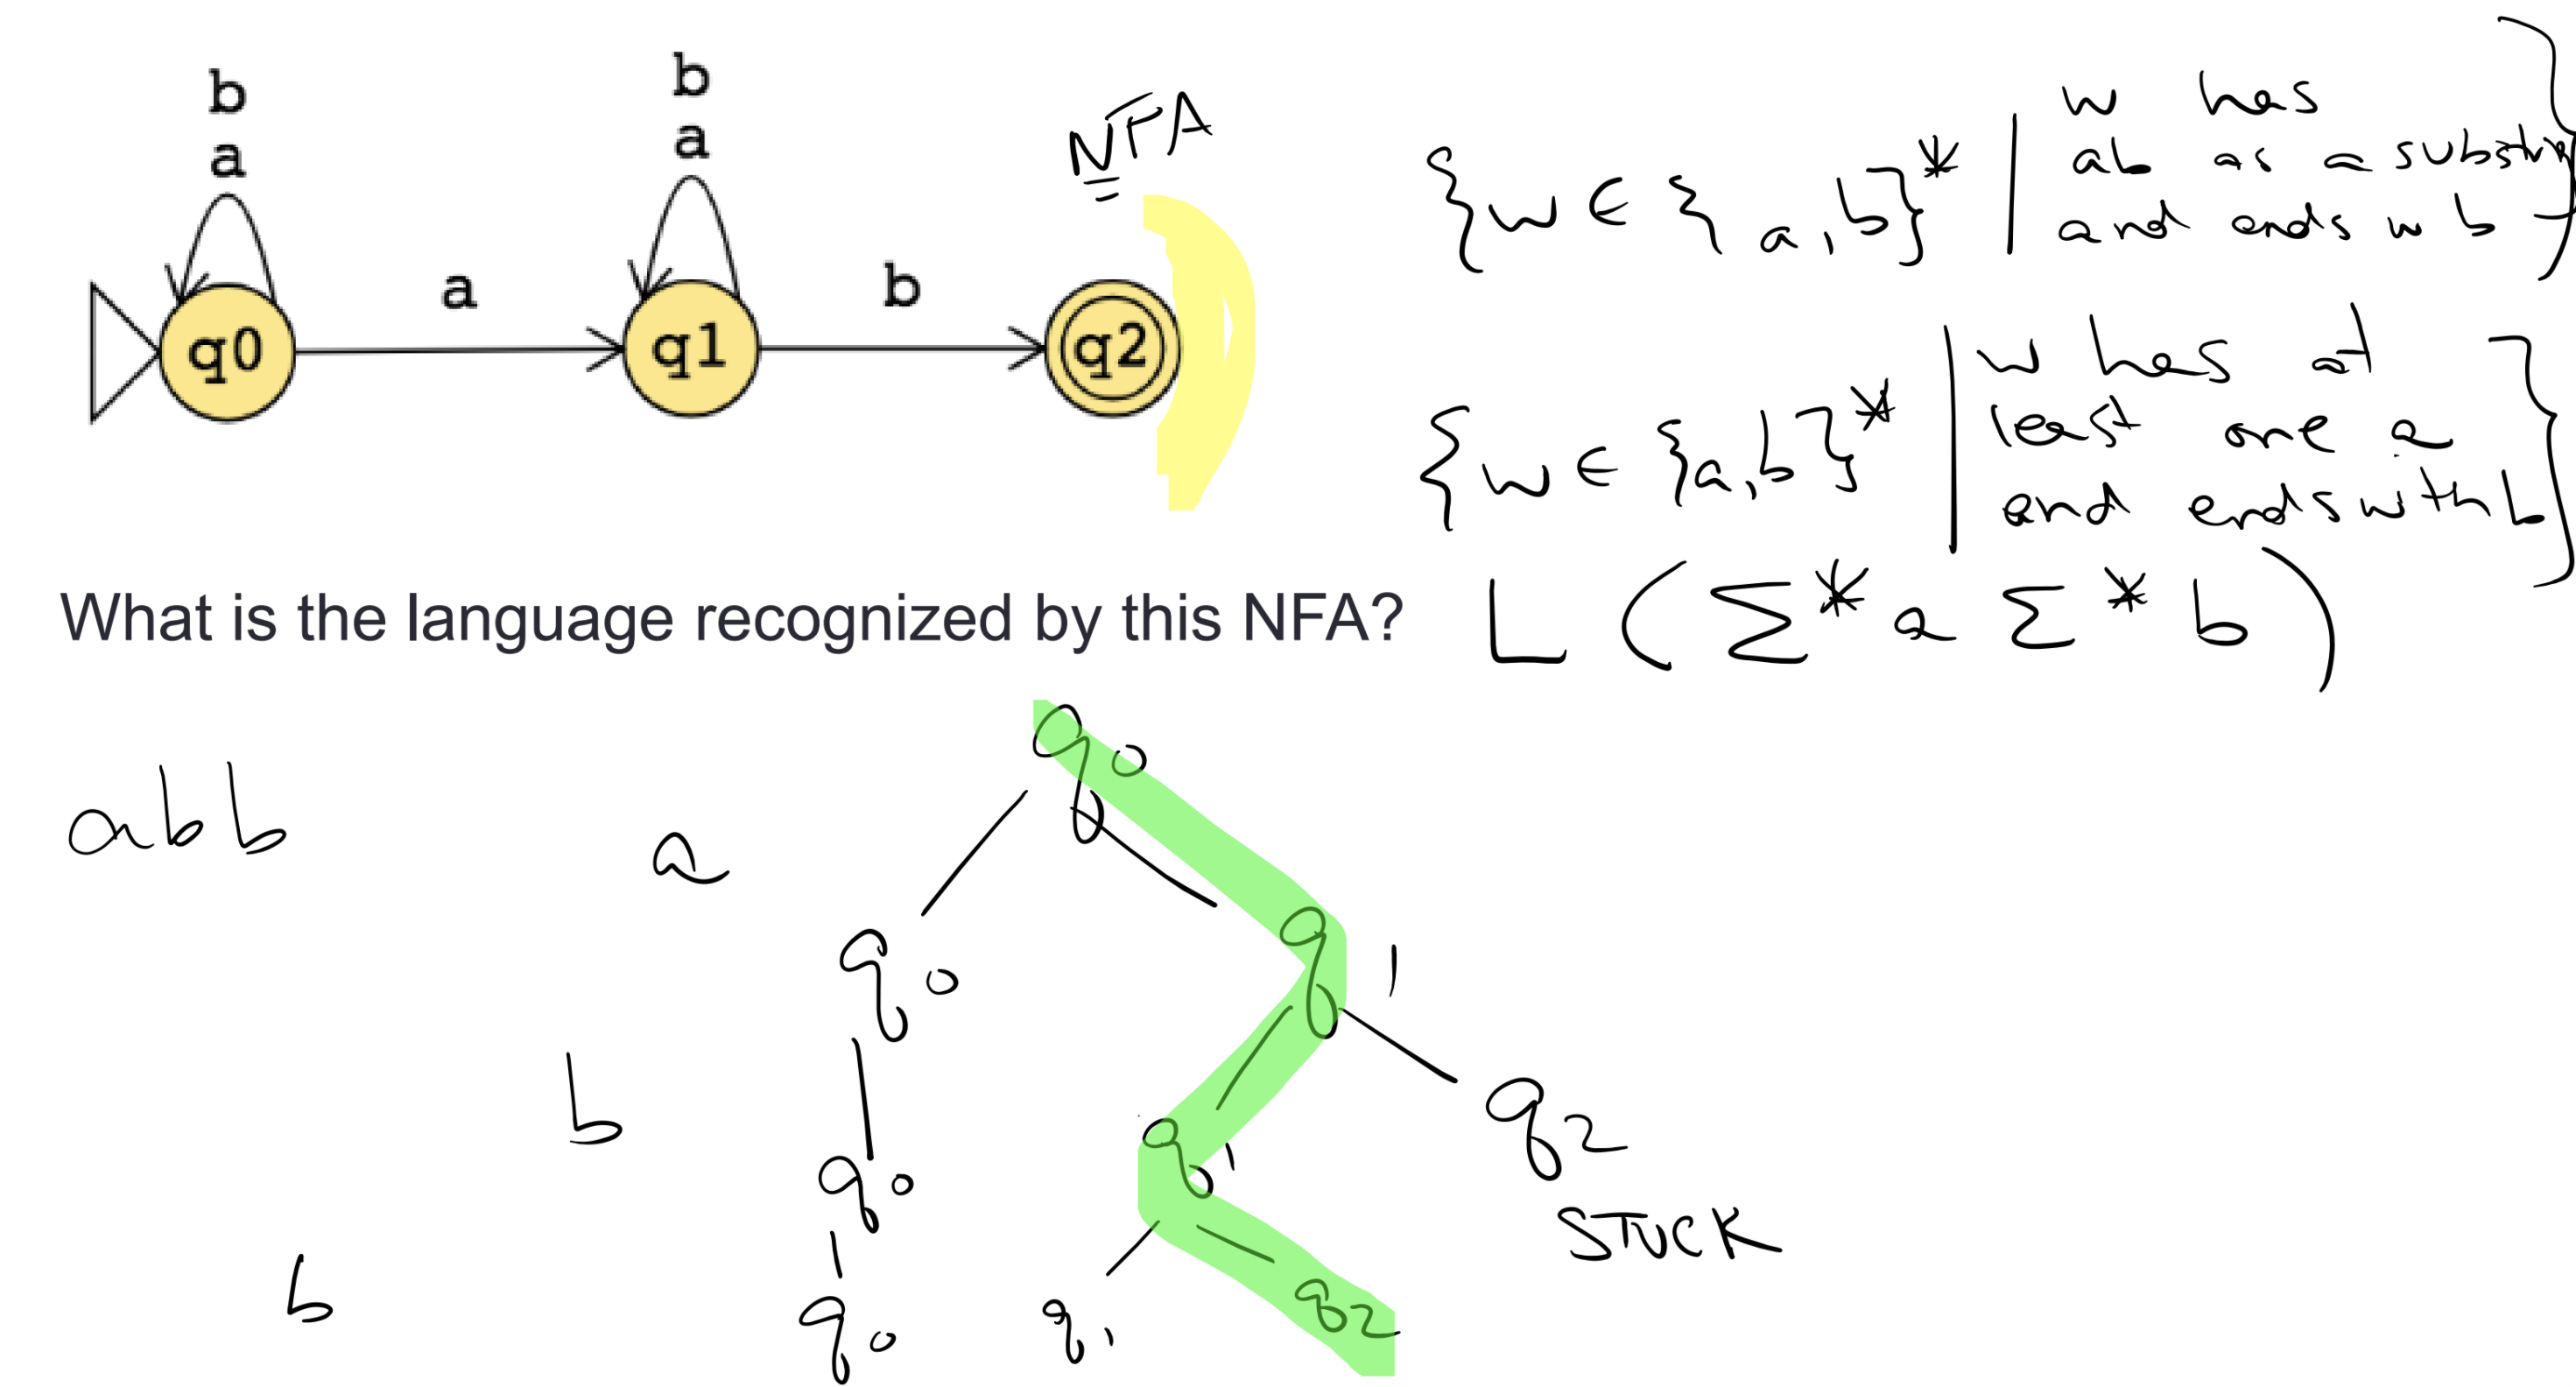 b
a
b
a
NFA
q0
a
q1
b
q2
{w ∈ {a,b}* | w has
ab as a substring
and ends w b }
{w ∈ {a,b}* | w has at
least one a
and ends with b }
What is the language recognized by this NFA?
L (Σ* a Σ* b)
q0
abb
a
q0
q1
b
q0
q1
q2
STUCK
b
q0
q1
q2